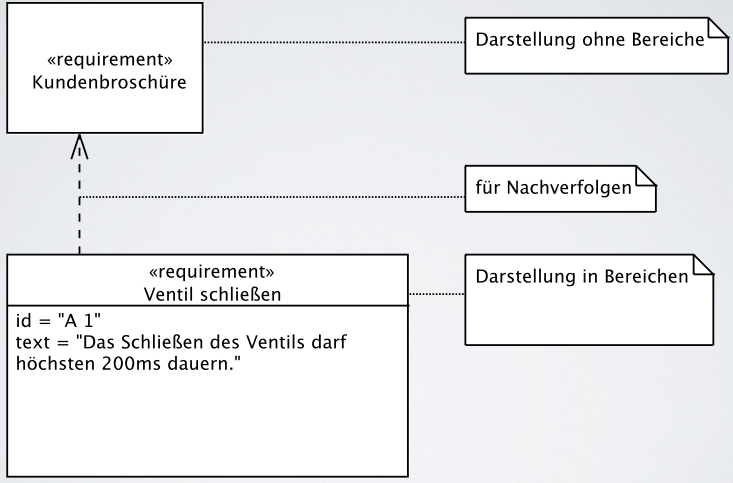 «requirement»
Kundenbroschüre
Darstellung ohne Bereiche
für Nachverfolgen
«requirement»
Ventil schließen
id = "A 1"
text = "Das Schließen des Ventils darf
höchsten 200ms dauern."
Darstellung in Bereichen